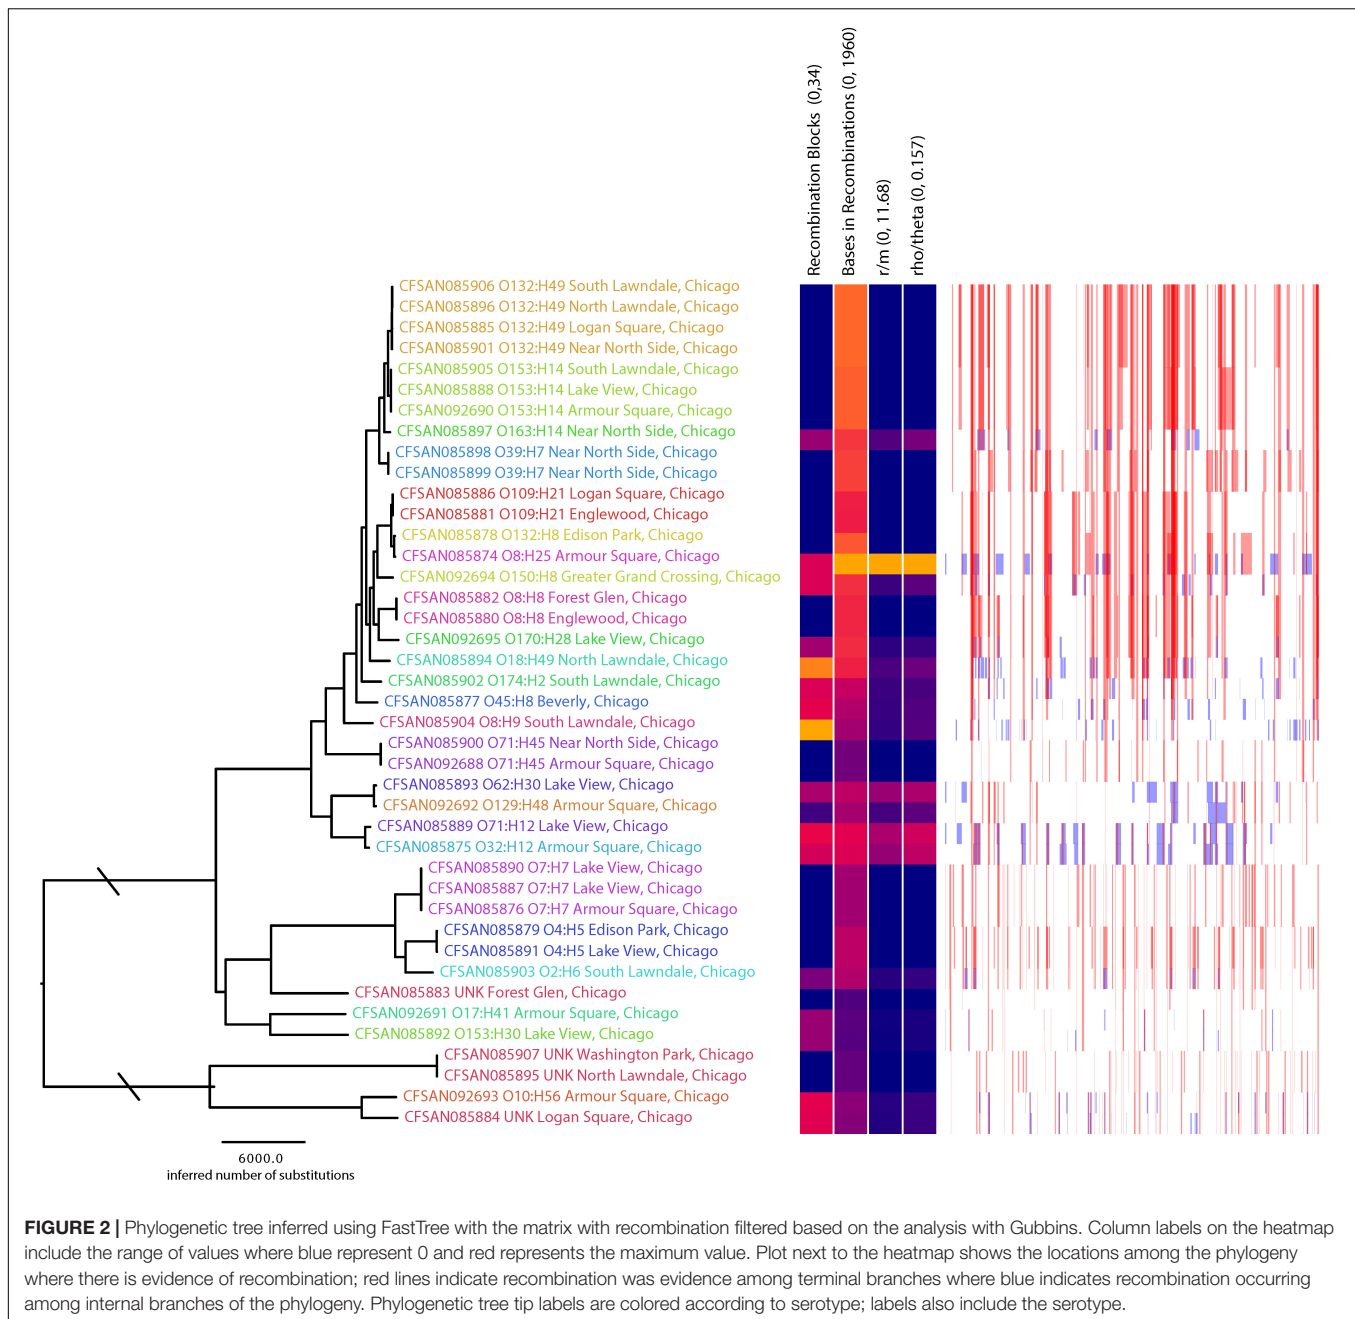 Recombination Blocks (0,34)
Bases in Recombinations (0, 1960)
r/m (0, 11.68)
rho/theta (0, 0.157)
CFSAN085906 O132:H49 South Lawndale, Chicago
CFSAN085896 O132:H49 North Lawndale, Chicago
CFSAN085885 O132:H49 Logan Square, Chicago
CFSAN085901 O132:H49 Near North Side, Chicago
CFSAN085905 O153:H14 South Lawndale, Chicago
CFSAN085888 O153:H14 Lake View, Chicago
CFSAN092690 O153:H14 Armour Square, Chicago
CFSAN085897 O163:H14 Near North Side, Chicago
CFSAN085898 O39:H7 Near North Side, Chicago
CFSAN085899 O39:H7 Near North Side, Chicago
CFSAN085886 O109:H21 Logan Square, Chicago
CFSAN085881 O109:H21 Englewood, Chicago
CFSAN085878 O132:H8 Edison Park, Chicago
CFSAN085874 O8:H25 Armour Square, Chicago
CFSAN092694 O150:H8 Greater Grand Crossing, Chicago
CFSAN085882 O8:H8 Forest Glen, Chicago
CFSAN085880 O8:H8 Englewood, Chicago
CFSAN092695 O170:H28 Lake View, Chicago
CFSAN085894 O18:H49 North Lawndale, Chicago
CFSAN085902 O174:H2 South Lawndale, Chicago
CFSAN085877 O45:H8 Beverly, Chicago
CFSAN085904 O8:H9 South Lawndale, Chicago
CFSAN085900 O71:H45 Near North Side, Chicago
CFSAN092688 O71:H45 Armour Square, Chicago
CFSAN085893 O62:H30 Lake View, Chicago
CFSAN092692 O129:H48 Armour Square, Chicago
CFSAN085889 O71:H12 Lake View, Chicago
CFSAN085875 O32:H12 Armour Square, Chicago
CFSAN085890 O7:H7 Lake View, Chicago
CFSAN085887 O7:H7 Lake View, Chicago
CFSAN085876 O7:H7 Armour Square, Chicago
CFSAN085879 O4:H5 Edison Park, Chicago
CFSAN085891 O4:H5 Lake View, Chicago
CFSAN085903 O2:H6 South Lawndale, Chicago
CFSAN085883 UNK Forest Glen, Chicago
CFSAN092691 O17:H41 Armour Square, Chicago
CFSAN085892 O153:H30 Lake View, Chicago
CFSAN085907 UNK Washington Park, Chicago
CFSAN085895 UNK North Lawndale, Chicago
CFSAN092693 O10:H56 Armour Square, Chicago
CFSAN085884 UNK Logan Square, Chicago
6000.0
inferred number of substitutions
FIGURE 2 | Phylogenetic tree inferred using FastTree with the matrix with recombination filtered based on the analysis with Gubbins. Column labels on the heatmap
include the range of values where blue represent 0 and red represents the maximum value. Plot next to the heatmap shows the locations among the phylogeny
where there is evidence of recombination; red lines indicate recombination was evidence among terminal branches where blue indicates recombination occurring
among internal branches of the phylogeny. Phylogenetic tree tip labels are colored according to serotype; labels also include the serotype.